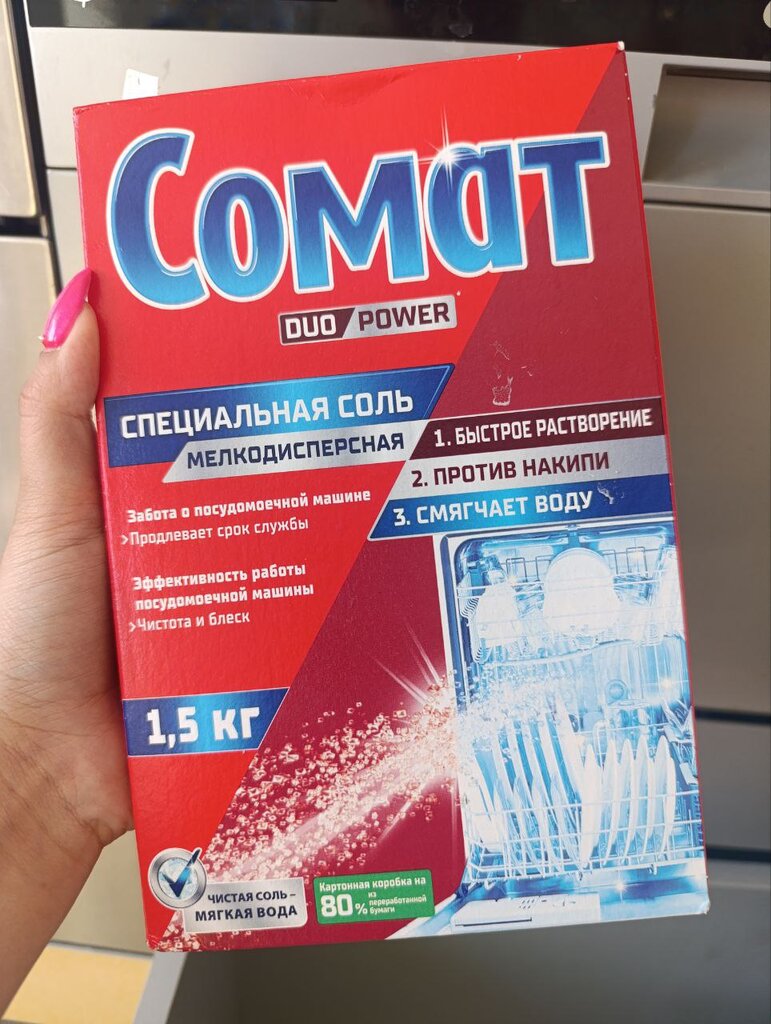 Сомат
DUO POWER
СПЕЦИАЛЬНАЯ СОЛЬ
МЕЛКОДИСПЕРСНАЯ
1. БЫСТРОЕ РАСТВОРЕНИЕ
2. ПРОТИВ НАКИПИ
3. СМЯГЧАЕТ ВОДУ
Забота о посудомоечной машине
>Продлевает срок службы
Эффективность работы
посудомоечной машины
>Чистота и блеск
1,5 кг
ЧИСТАЯ СОЛЬ –
МЯГКАЯ ВОДА
Картонная коробка на
80% из
переработанной
бумаги